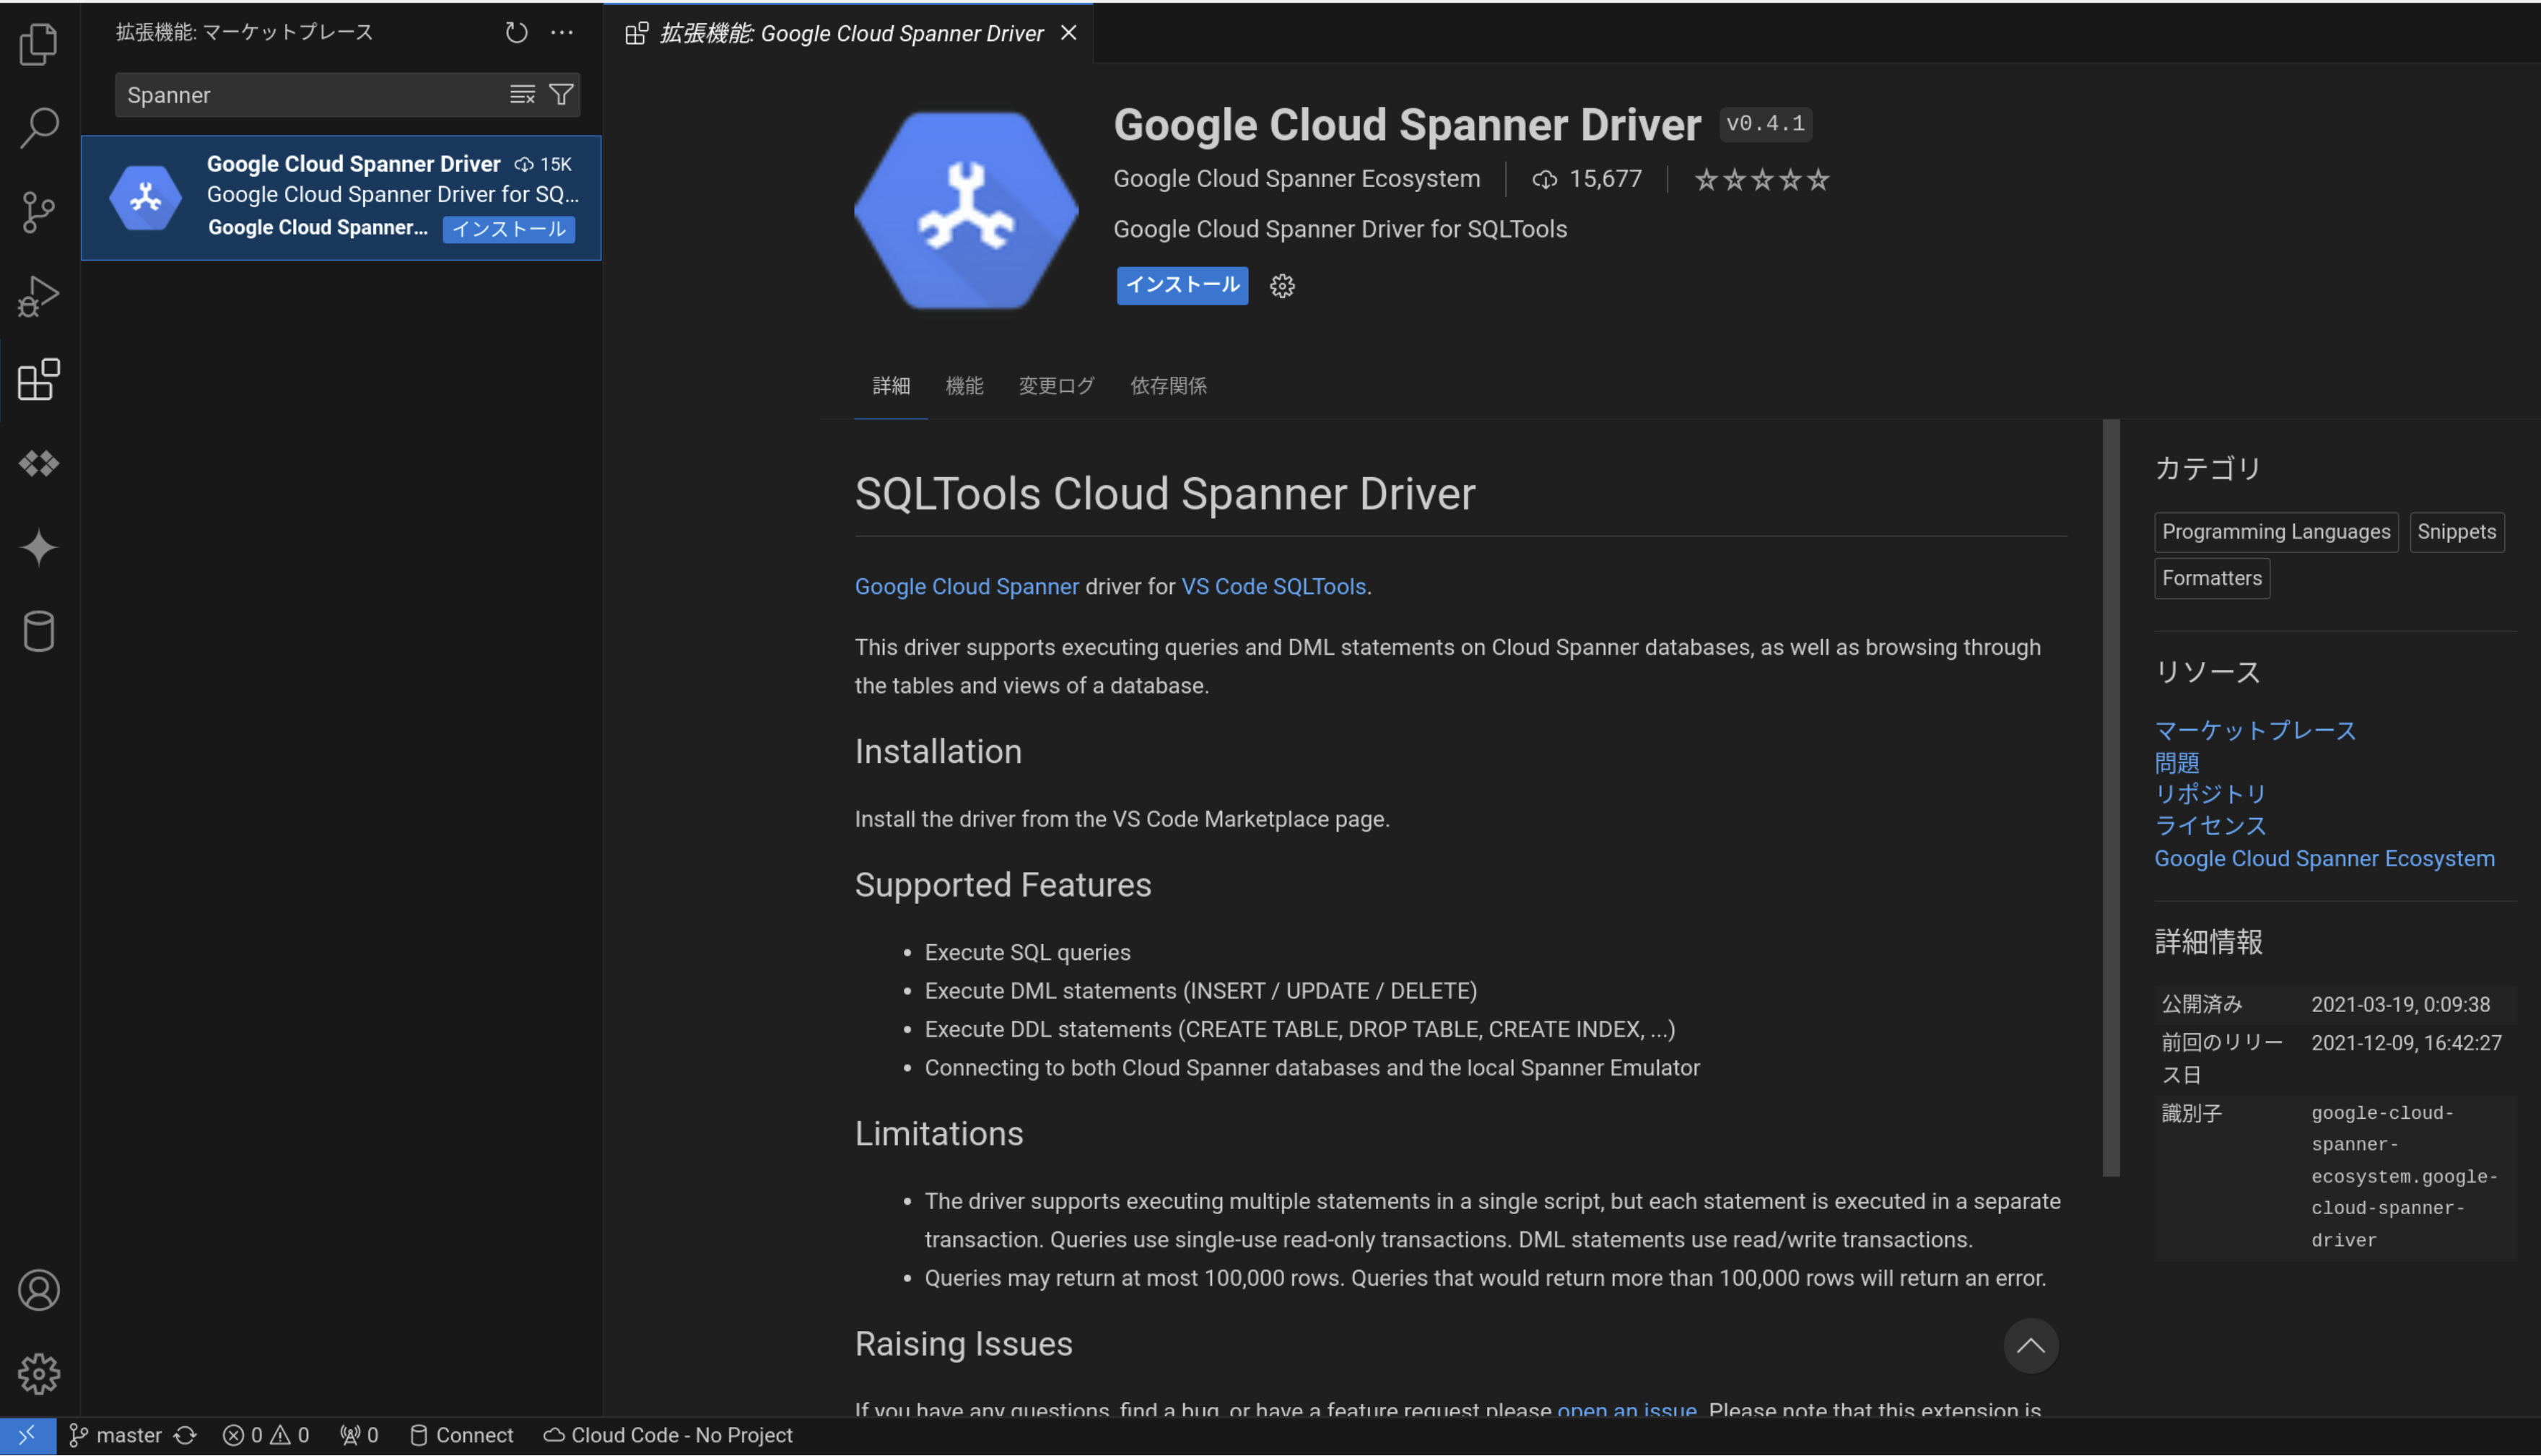 拡張機能: マーケットプレース
Spanner
Google Cloud Spanner Driver 15K
Google Cloud Spanner Driver for SQ...
Google Cloud Spanner... インストール
拡張機能: Google Cloud Spanner Driver
Google Cloud Spanner Driver v0.4.1
Google Cloud Spanner Ecosystem 15,677
Google Cloud Spanner Driver for SQLTools
インストール
詳細 機能 変更ログ 依存関係
SQLTools Cloud Spanner Driver
Google Cloud Spanner driver for VS Code SQLTools.
This driver supports executing queries and DML statements on Cloud Spanner databases, as well as browsing through
the tables and views of a database.
Installation
Install the driver from the VS Code Marketplace page.
Supported Features
• Execute SQL queries
• Execute DML statements (INSERT / UPDATE / DELETE)
• Execute DDL statements (CREATE TABLE, DROP TABLE, CREATE INDEX, ...)
• Connecting to both Cloud Spanner databases and the local Spanner Emulator
Limitations
• The driver supports executing multiple statements in a single script, but each statement is executed in a separate
transaction. Queries use single-use read-only transactions. DML statements use read/write transactions.
• Queries may return at most 100,000 rows. Queries that would return more than 100,000 rows will return an error.
Raising Issues
If you have any questions, find a bug, or have a feature request please open an issue. Please note that this extension is
カテゴリ
Programming Languages Snippets
Formatters
リソース
マーケットプレース
問題
リポジトリ
ライセンス
Google Cloud Spanner Ecosystem
詳細情報
公開済み 2021-03-19, 0:09:38
前回のリリー 2021-12-09, 16:42:27
ス日
識別子 google-cloud-
spanner-
ecosystem.google-
cloud-spanner-
driver
master 0 0 0 Connect Cloud Code - No Project